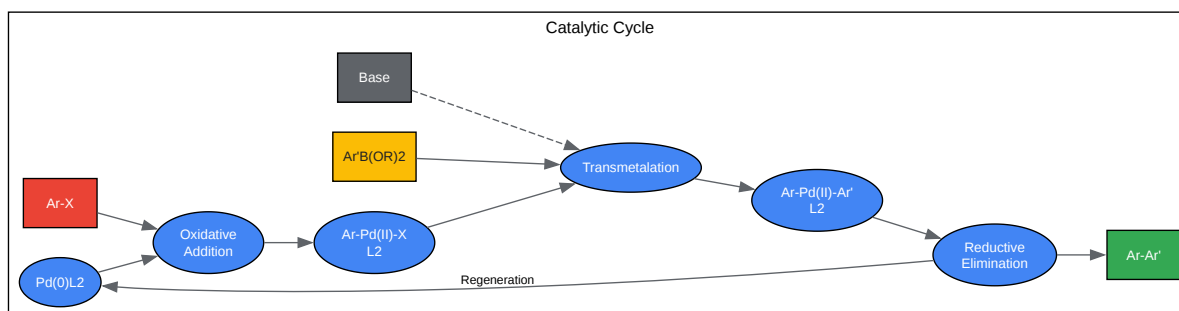 Catalytic Cycle
Base
Ar'B(OR)2
Transmetalation
Ar-X
Oxidative
Addition
Ar-Pd(II)-X
L2
Ar-Pd(II)-Ar'
L2
Reductive
Elimination
Ar-Ar'
Pd(0)L2
Regeneration